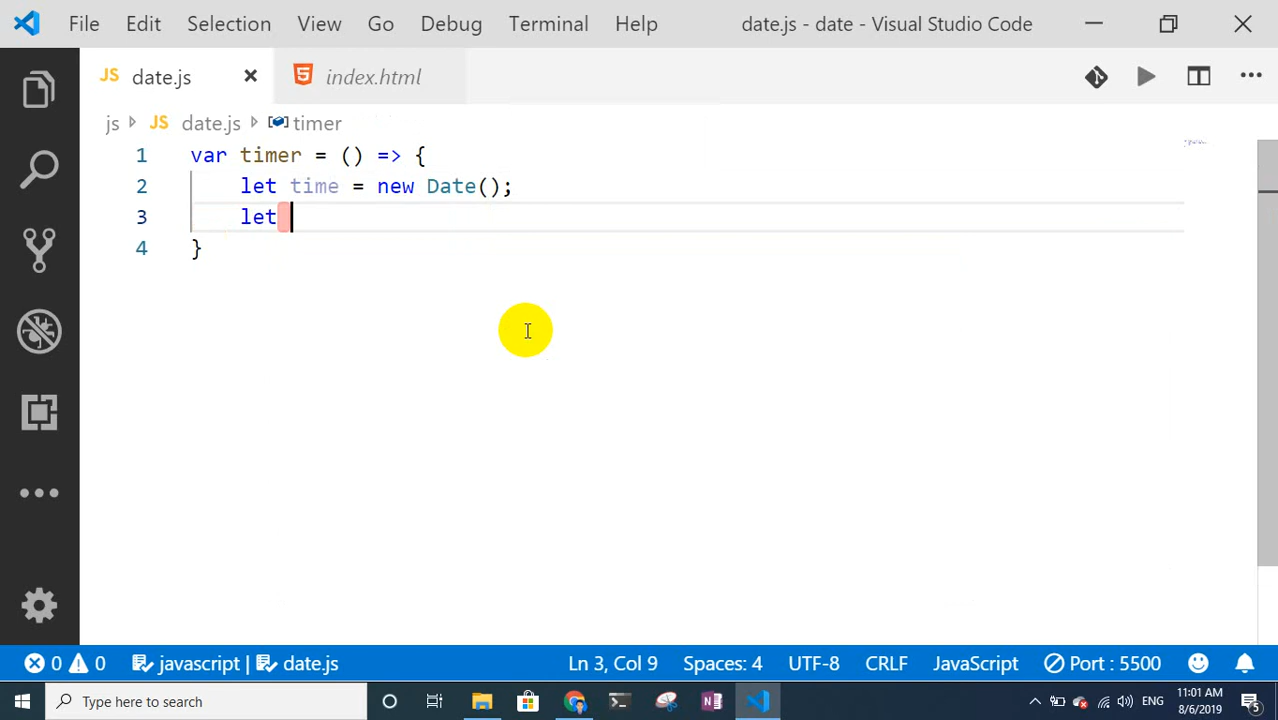 File Edit Selection View Go Debug Terminal Help date.js - date - Visual Studio Code
JS date.js index.html
js JS date.js timer
1 var timer = () => {
2 let time = new Date();
3 let
4 }
0 0 javascript | date.js Ln 3, Col 9 Spaces: 4 UTF-8 CRLF JavaScript Port : 5500
Type here to search ENG 11:01 AM
8/6/2019 5